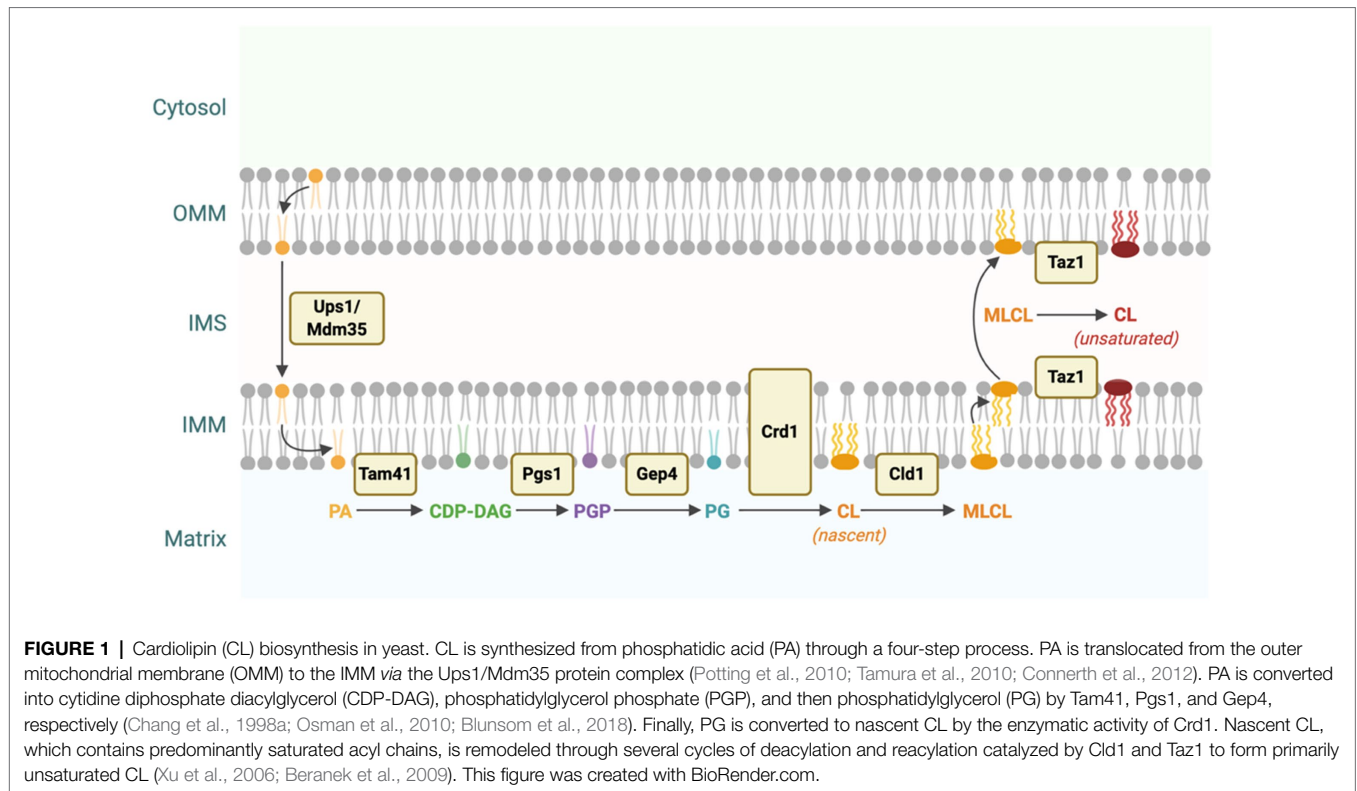 Cytosol
OMM
Taz1
Ups1/
Mdm35
IMS
MLCL
CL
(unsaturated)
Taz1
IMM
Crd1
Tam41
Pgs1
Gep4
Cld1
PA
CDP-DAG
PGP
PG
CL
MLCL
(nascent)
Matrix
FIGURE 1 | Cardiolipin (CL) biosynthesis in yeast. CL is synthesized from phosphatidic acid (PA) through a four-step process. PA is translocated from the outer
mitochondrial membrane (OMM) to the IMM via the Ups1/Mdm35 protein complex (Potting et al., 2010; Tamura et al., 2010; Connerth et al., 2012). PA is converted
into cytidine diphosphate diacylglycerol (CDP-DAG), phosphatidylglycerol phosphate (PGP), and then phosphatidylglycerol (PG) by Tam41, Pgs1, and Gep4,
respectively (Chang et al., 1998a; Osman et al., 2010; Blunsom et al., 2018). Finally, PG is converted to nascent CL by the enzymatic activity of Crd1. Nascent CL,
which contains predominantly saturated acyl chains, is remodeled through several cycles of deacylation and reacylation catalyzed by Cld1 and Taz1 to form primarily
unsaturated CL (Xu et al., 2006; Beranek et al., 2009). This figure was created with BioRender.com.